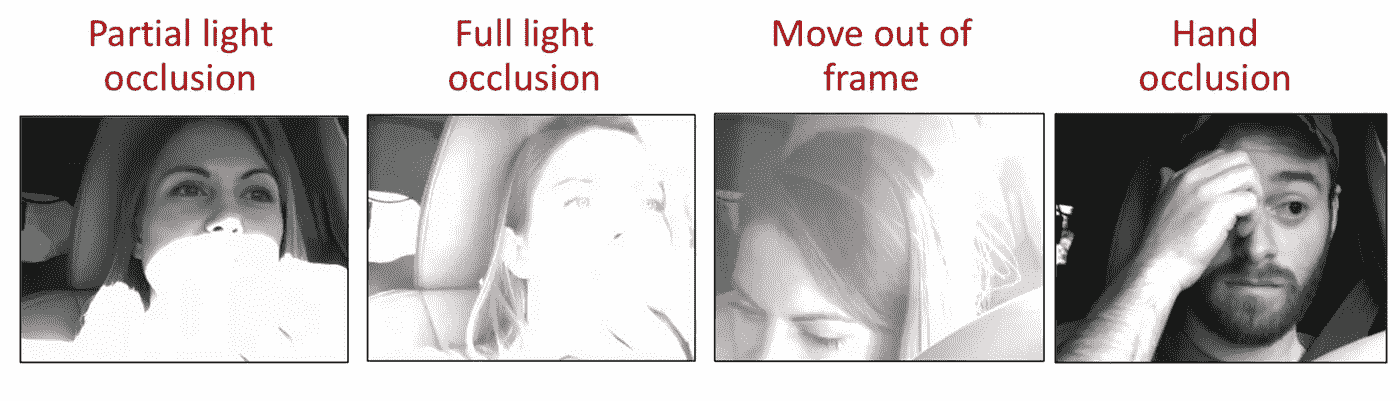 Partial light
occlusion
Full light
occlusion
Move out of
frame
Hand
occlusion